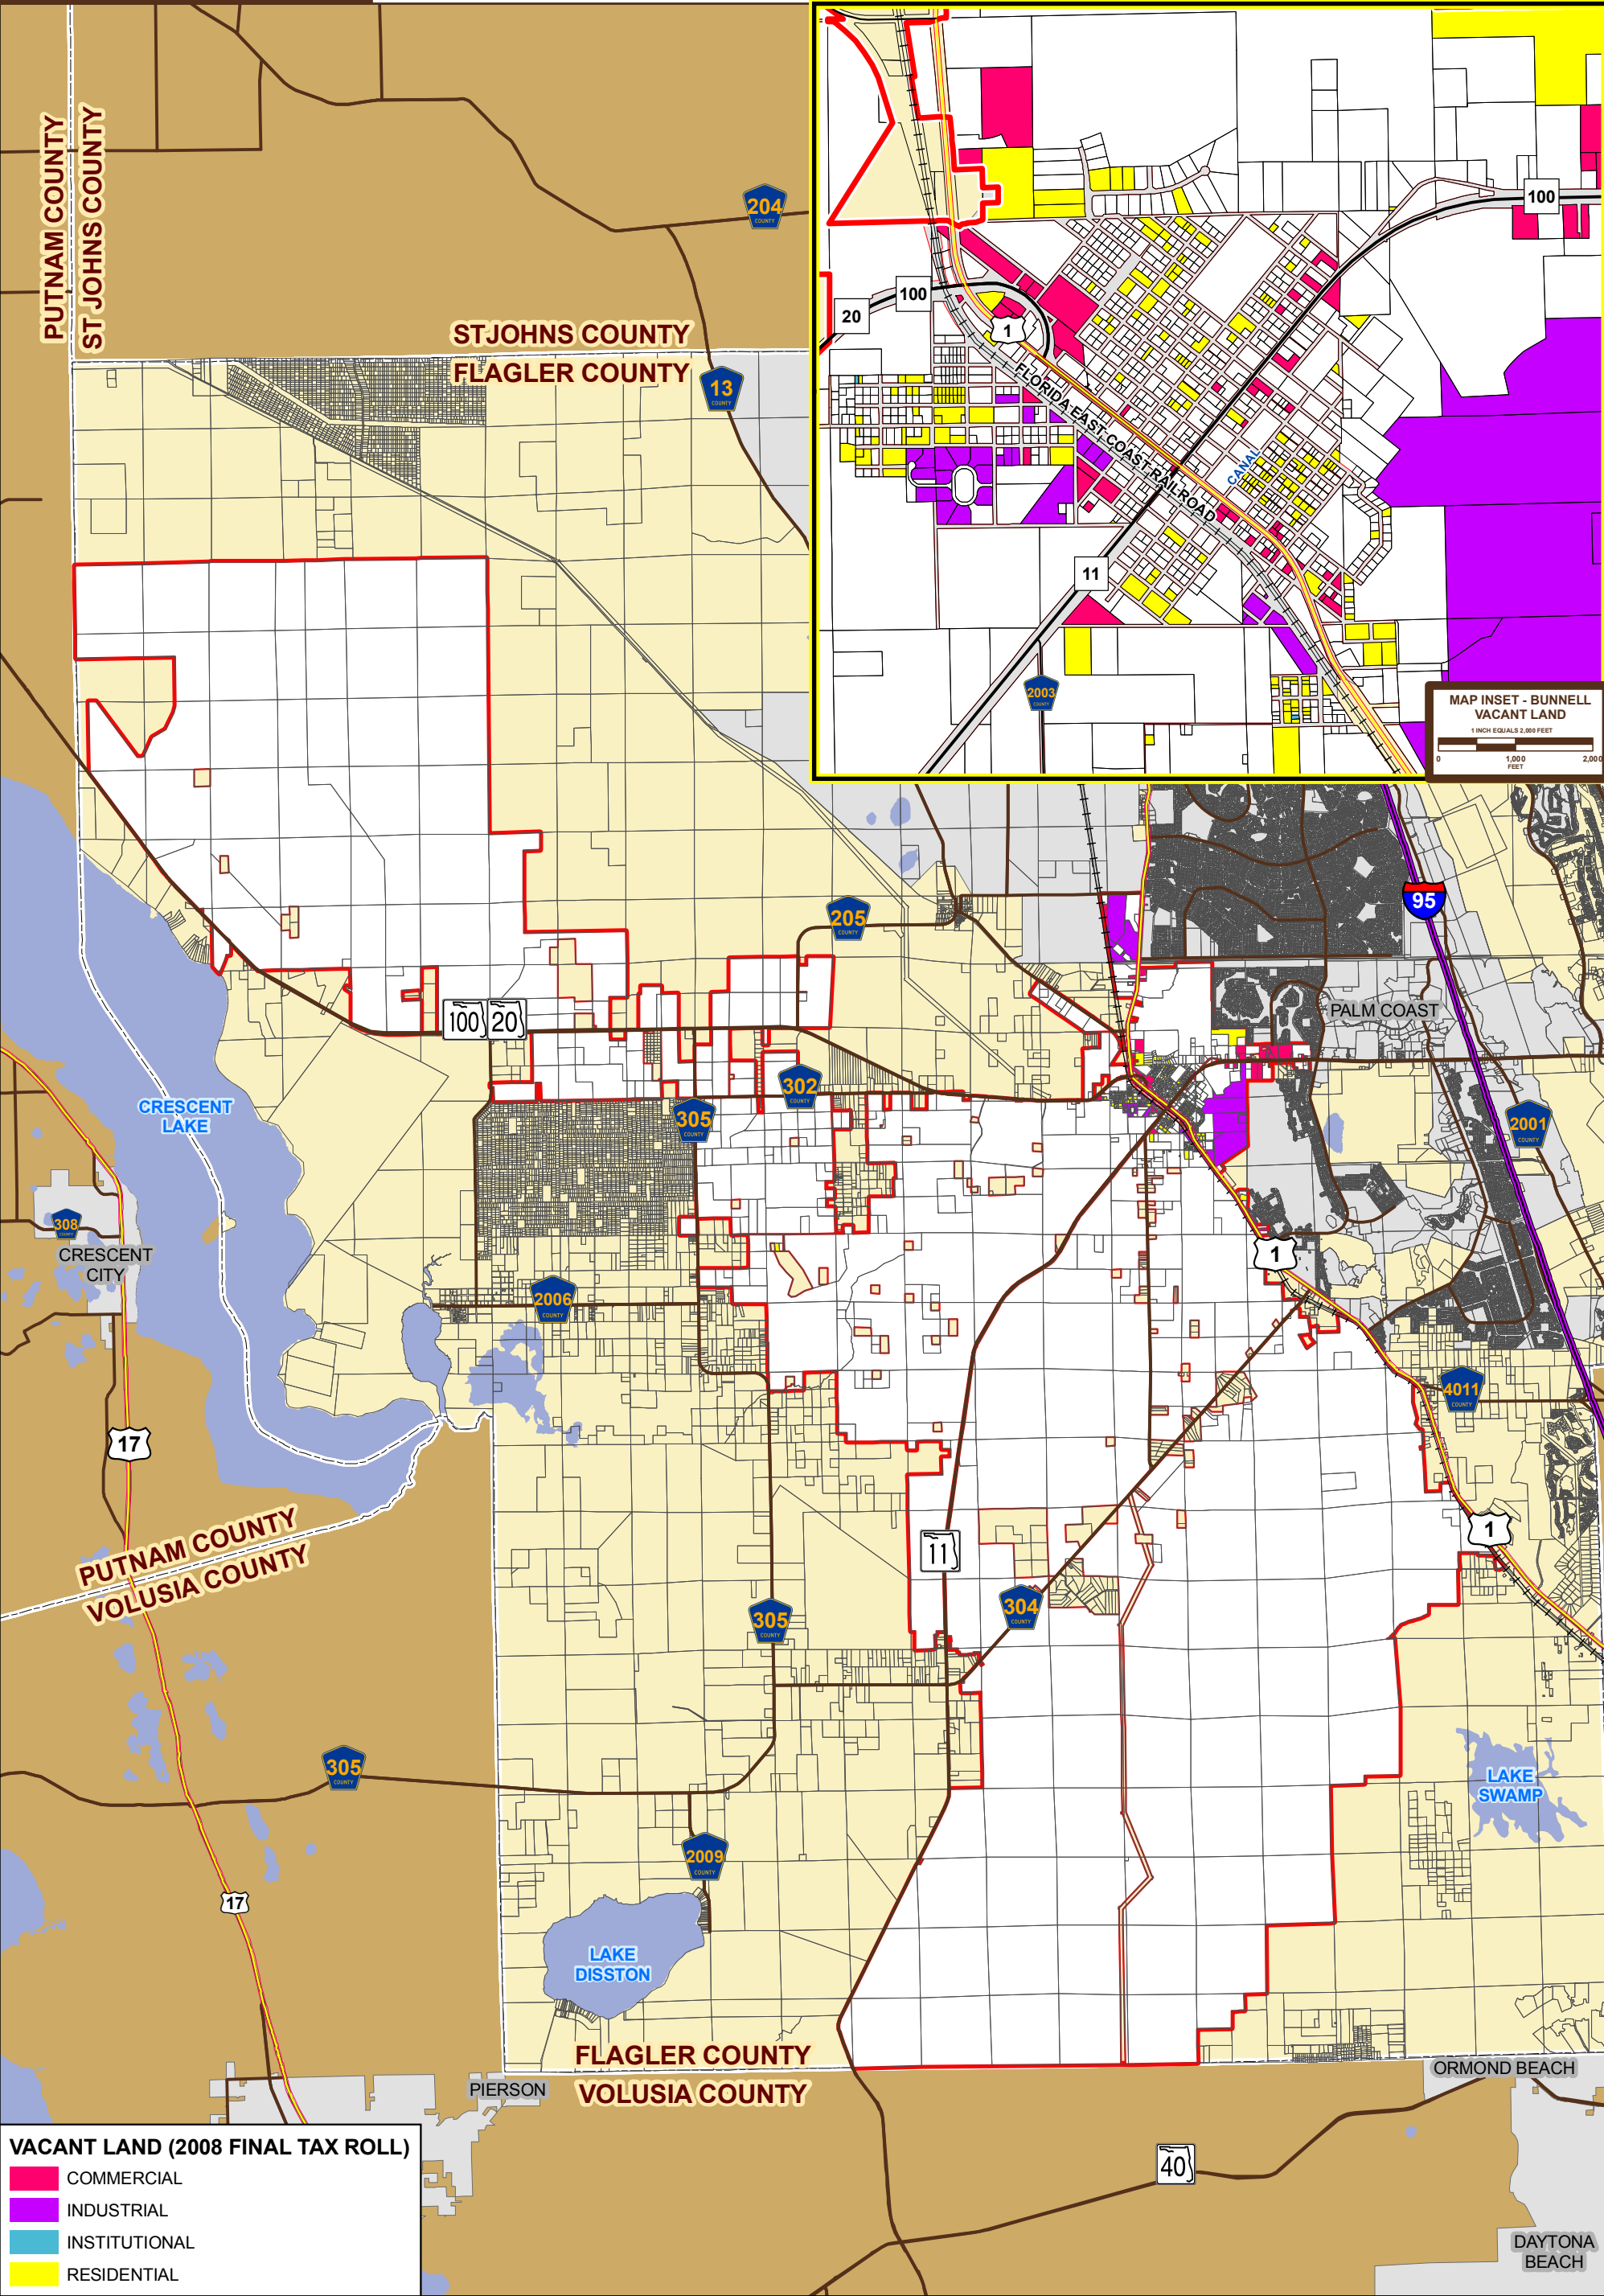 PUTNAM COUNTY
ST JOHNS COUNTY
204
COUNTY
STJOHNS COUNTY
FLAGLER COUNTY
13
COUNTY
100
100
20
1
FLORIDA EAST COAST RAILROAD
CANAL
11
2003
COUNTY
MAP INSET - BUNNELL
VACANT LAND
1 INCH EQUALS 2,000 FEET
0
1,000
2,000
FEET
95
205
COUNTY
100
20
PALM COAST
302
COUNTY
305
COUNTY
2001
COUNTY
CRESCENT
LAKE
308
COUNTY
CRESCENT
CITY
1
2006
COUNTY
4011
COUNTY
17
1
PUTNAM COUNTY
VOLUSIA COUNTY
11
304
COUNTY
305
COUNTY
305
COUNTY
LAKE
SWAMP
2009
COUNTY
17
LAKE
DISSTON
FLAGLER COUNTY
VOLUSIA COUNTY
PIERSON
ORMOND BEACH
40
DAYTONA
BEACH
VACANT LAND (2008 FINAL TAX ROLL)
COMMERCIAL
INDUSTRIAL
INSTITUTIONAL
RESIDENTIAL